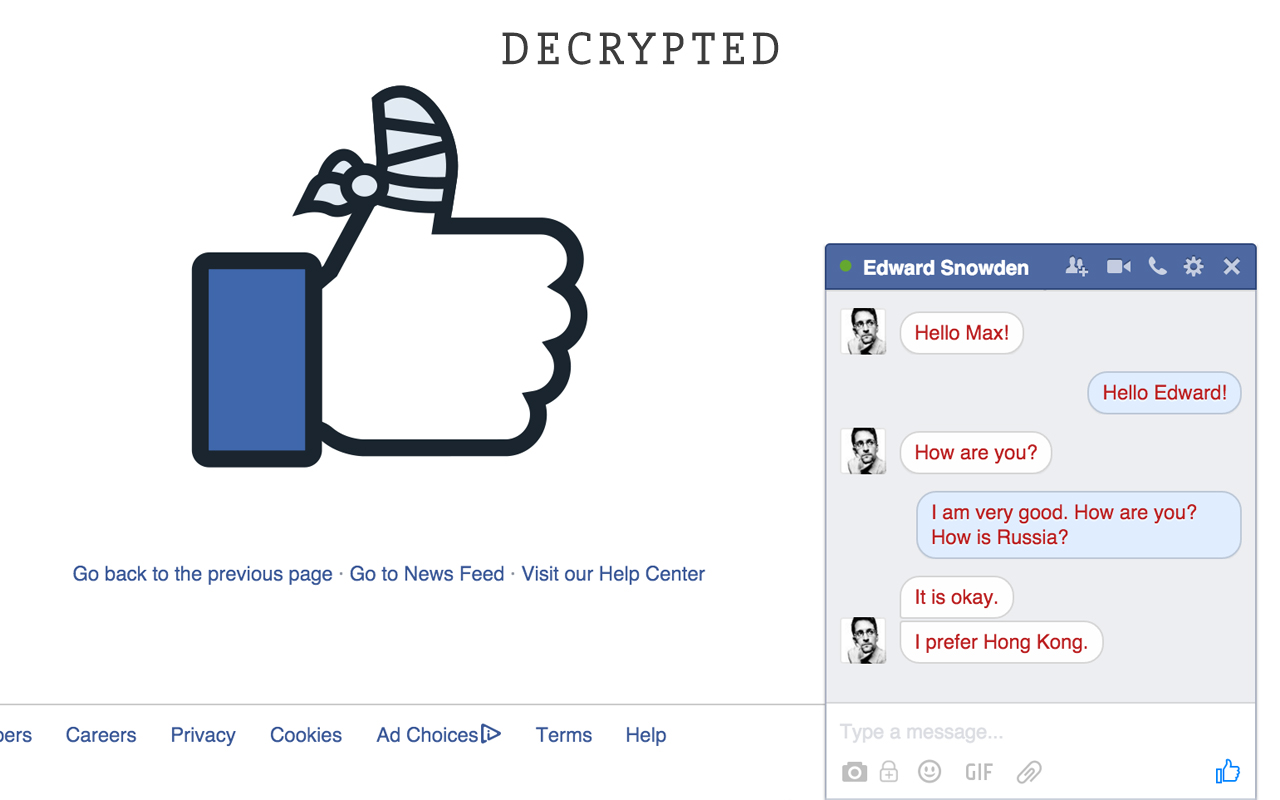 DECRYPTED
Edward Snowden
Hello Max!
Hello Edward!
How are you?
I am very good. How are you?
How is Russia?
It is okay.
I prefer Hong Kong.
Type a message...
GIF
Go back to the previous page · Go to News Feed · Visit our Help Center
Careers Privacy Cookies Ad Choices Terms Help